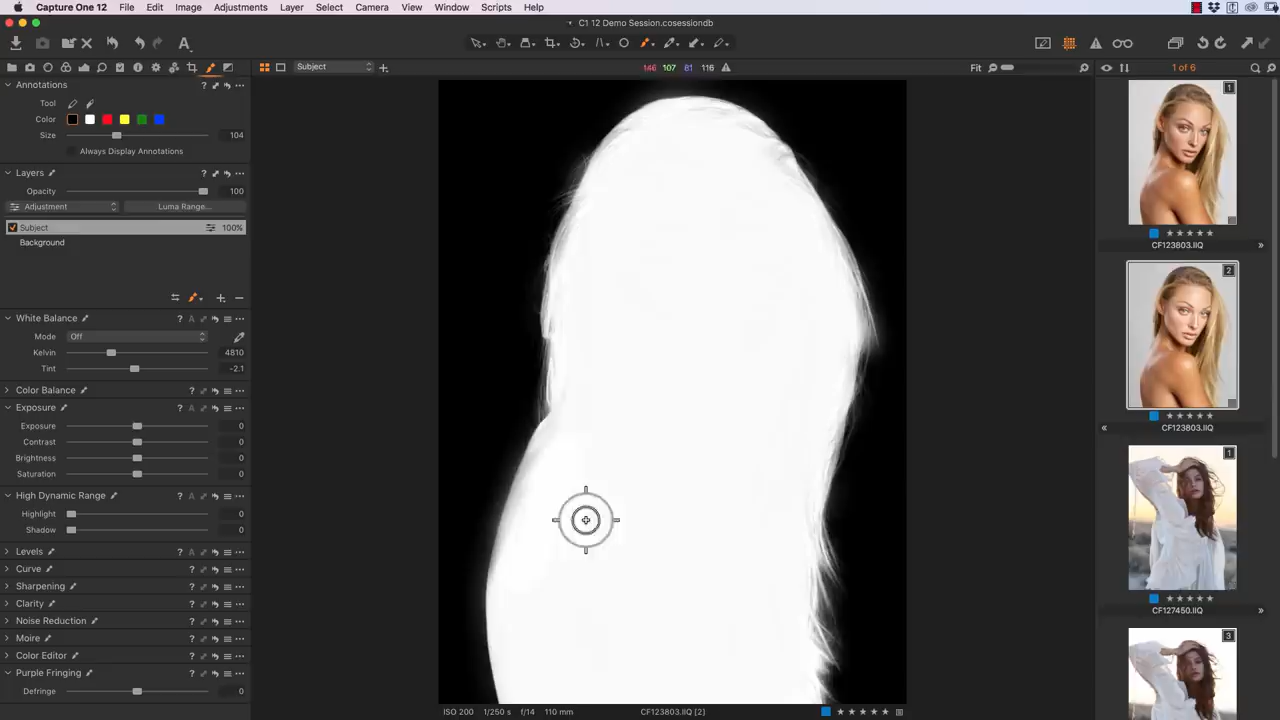 Capture One 12 File Edit Image Adjustments Layer Select Camera View Window Scripts Help
C1 12 Demo Session.cosessiondb
Subject
146 107 81 116
Fit
1 of 6
Annotations
Tool
Color
Size 104
Always Display Annotations
Layers
Opacity 100
Adjustment Luma Range...
Subject 100%
Background
White Balance
Mode Off
Kelvin 4810
Tint -2.1
Color Balance
Exposure
Exposure 0
Contrast 0
Brightness 0
Saturation 0
High Dynamic Range
Highlight 0
Shadow 0
Levels
Curve
Sharpening
Clarity
Noise Reduction
Moire
Color Editor
Purple Fringing
Defringe 0
1
CF123803.IIQ
2
CF123803.IIQ
1
CF127450.IIQ
3
ISO 200 1/250 s f/14 110 mm CF123803.IIQ [2]